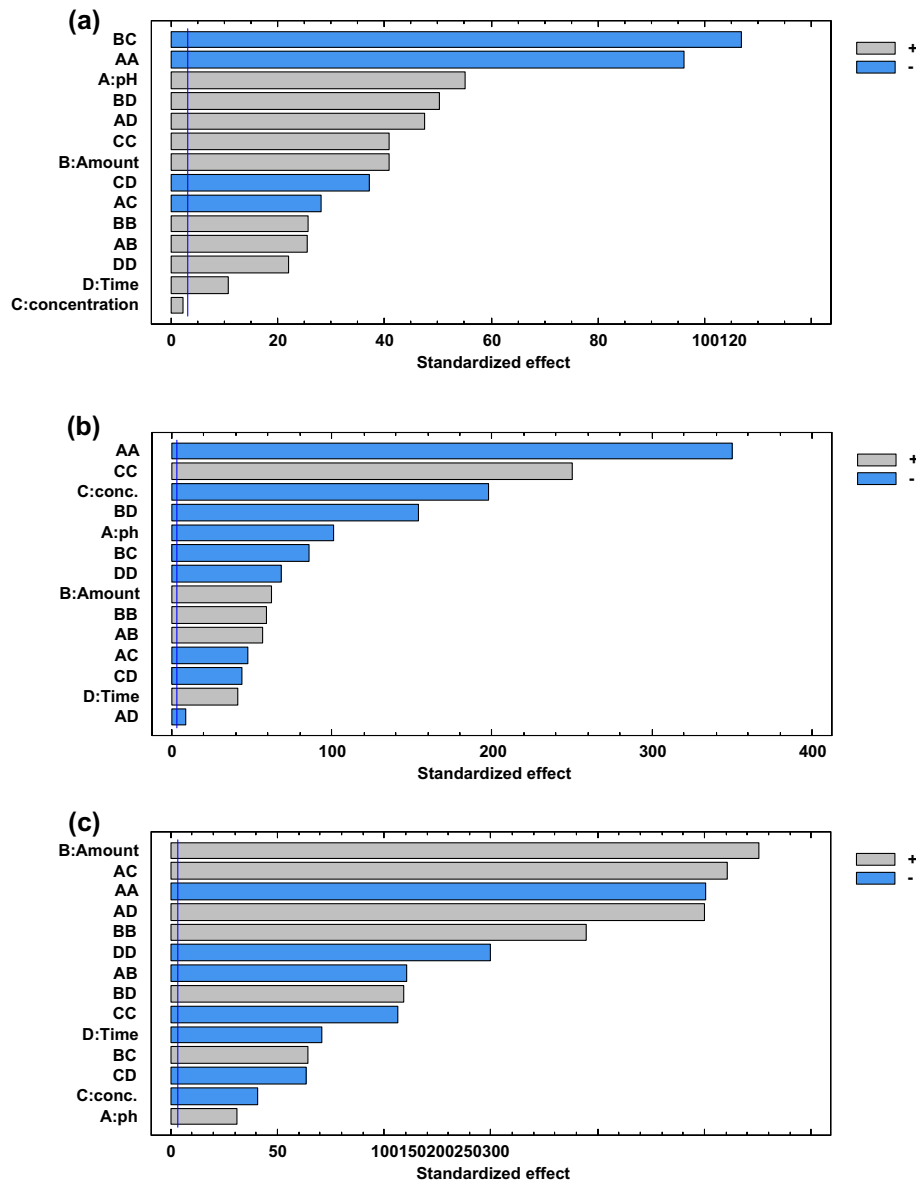 (a)
BC
AA
A:pH
BD
AD
CC
B:Amount
CD
AC
BB
AB
DD
D:Time
C:concentration
0 20 40 60 80 100120
Standardized effect
+
-
(b)
AA
CC
C:conc.
BD
A:ph
BC
DD
B:Amount
BB
AB
AC
CD
D:Time
AD
0 100 200 300 400
Standardized effect
+
-
(c)
B:Amount
AC
AA
AD
BB
DD
AB
BD
CC
D:Time
BC
CD
C:conc.
A:ph
0 50 100150200250300
Standardized effect
+
-